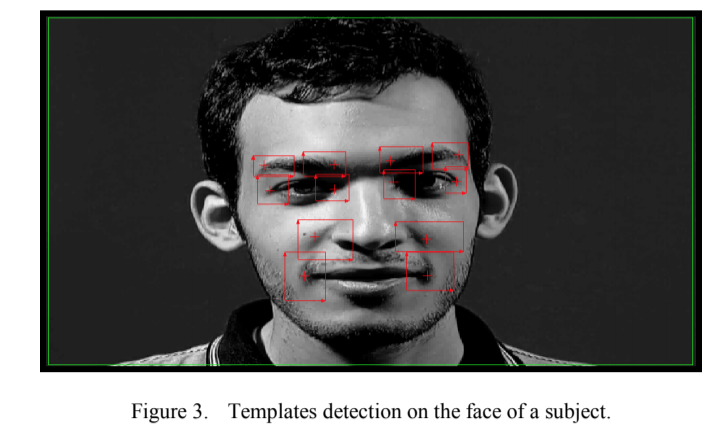 Figure 3. Templates detection on the face of a subject.